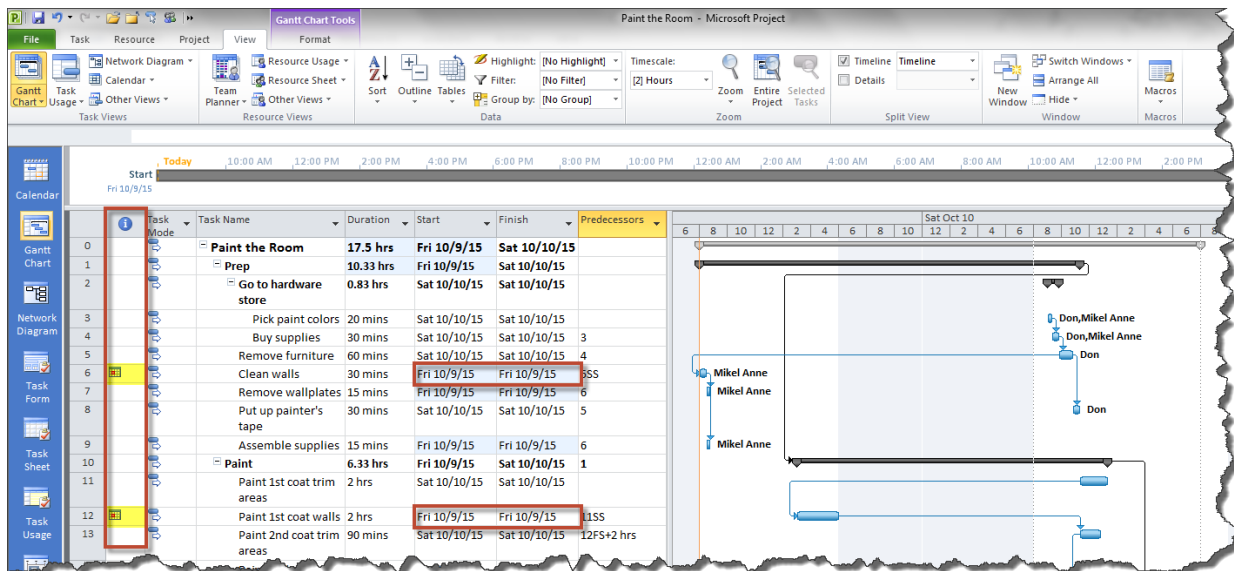 Gantt Chart Tools
Paint the Room - Microsoft Project
File Task Resource Project View Format
Gantt Chart
Task Usage
Network Diagram
Calendar
Other Views
Task Views
Team Planner
Resource Usage
Resource Sheet
Other Views
Resource Views
Sort
Outline
Tables
Highlight: [No Highlight]
Filter: [No Filter]
Group by: [No Group]
Data
Timescale:
[2] Hours
Zoom
Entire Project
Selected Tasks
Zoom
Timeline Timeline
Details
Split View
New Window
Switch Windows
Arrange All
Hide
Window
Macros
Macros
Today 10:00 AM 12:00 PM 2:00 PM 4:00 PM 6:00 PM 8:00 PM 10:00 PM 12:00 AM 2:00 AM 4:00 AM 6:00 AM 8:00 AM 10:00 AM 12:00 PM 2:00 PM
Start
Fri 10/9/15
Calendar
Gantt Chart
Network Diagram
Task Form
Task Sheet
Task Usage
Task Mode Task Name Duration Start Finish Predecessors
0 Paint the Room 17.5 hrs Fri 10/9/15 Sat 10/10/15
1 Prep 10.33 hrs Fri 10/9/15 Sat 10/10/15
2 Go to hardware store 0.83 hrs Sat 10/10/15 Sat 10/10/15
3 Pick paint colors 20 mins Sat 10/10/15 Sat 10/10/15
4 Buy supplies 30 mins Sat 10/10/15 Sat 10/10/15 3
5 Remove furniture 60 mins Sat 10/10/15 Sat 10/10/15 4
6 Clean walls 30 mins Fri 10/9/15 Fri 10/9/15 5SS
7 Remove wallplates 15 mins Fri 10/9/15 Fri 10/9/15 6
8 Put up painter's tape 30 mins Sat 10/10/15 Sat 10/10/15 5
9 Assemble supplies 15 mins Fri 10/9/15 Fri 10/9/15 6
10 Paint 6.33 hrs Fri 10/9/15 Sat 10/10/15 1
11 Paint 1st coat trim areas 2 hrs Sat 10/10/15 Sat 10/10/15
12 Paint 1st coat walls 2 hrs Fri 10/9/15 Fri 10/9/15 11SS
13 Paint 2nd coat trim areas 90 mins Sat 10/10/15 Sat 10/10/15 12FS+2 hrs
Sat Oct 10
6 8 10 12 2 4 6 8 10 12 2 4 6 8 10 12 2 4 6 8
Don,Mikel Anne
Don,Mikel Anne
Don
Mikel Anne
Mikel Anne
Don
Mikel Anne